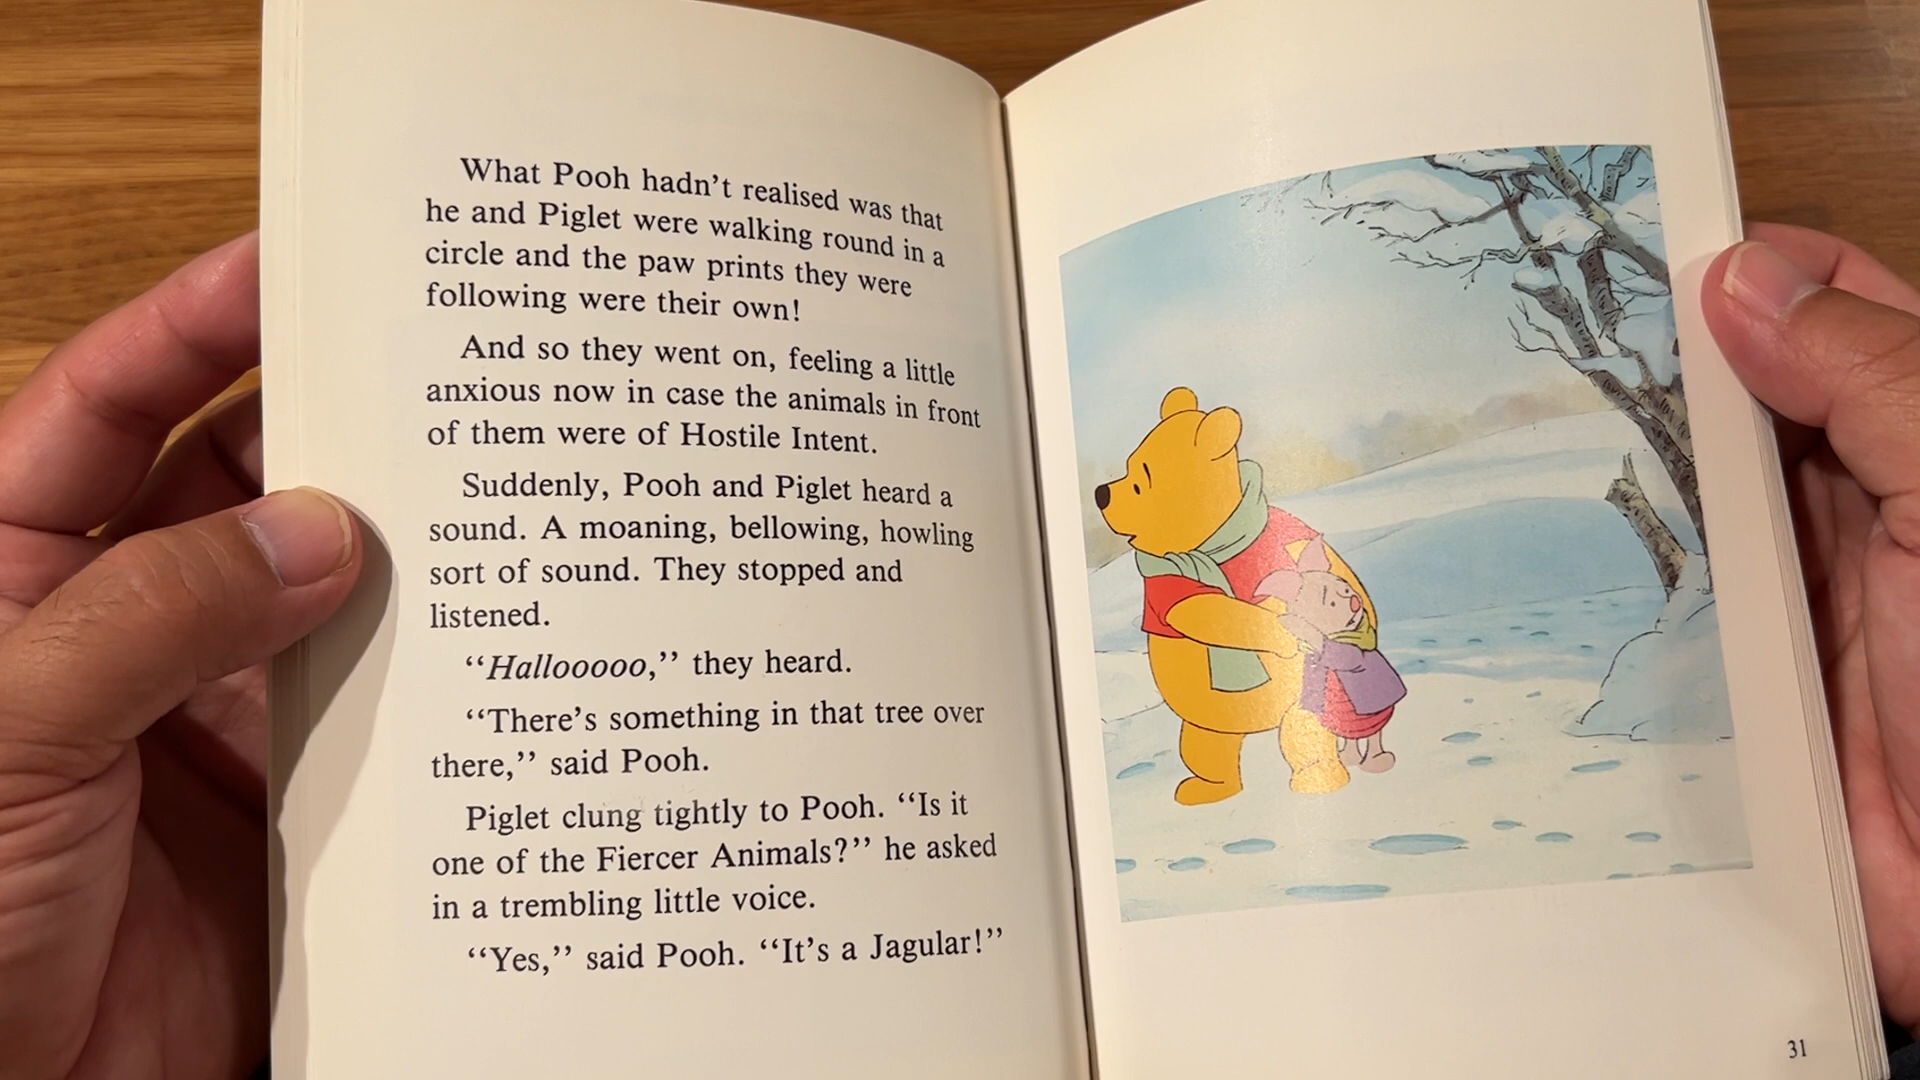 What Pooh hadn't realised was that
he and Piglet were walking round in a
circle and the paw prints they were
following were their own!
And so they went on, feeling a little
anxious now in case the animals in front
of them were of Hostile Intent.
Suddenly, Pooh and Piglet heard a
sound. A moaning, bellowing, howling
sort of sound. They stopped and
listened.
“Hallooooo,” they heard.
“There's something in that tree over
there,” said Pooh.
Piglet clung tightly to Pooh. “Is it
one of the Fiercer Animals?” he asked
in a trembling little voice.
“Yes,” said Pooh. “It's a Jagular!”
31